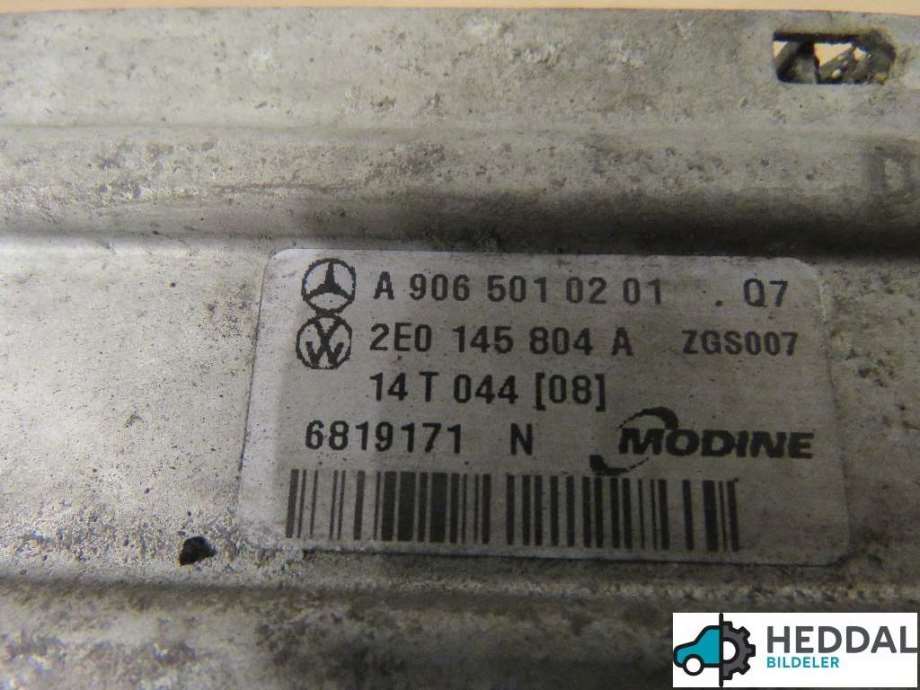 A 906 501 02 01 . Q7
2E0 145 804 A ZGS007
14 T 044 [08]
6819171 N MODINE
HEDDAL
BILDELER